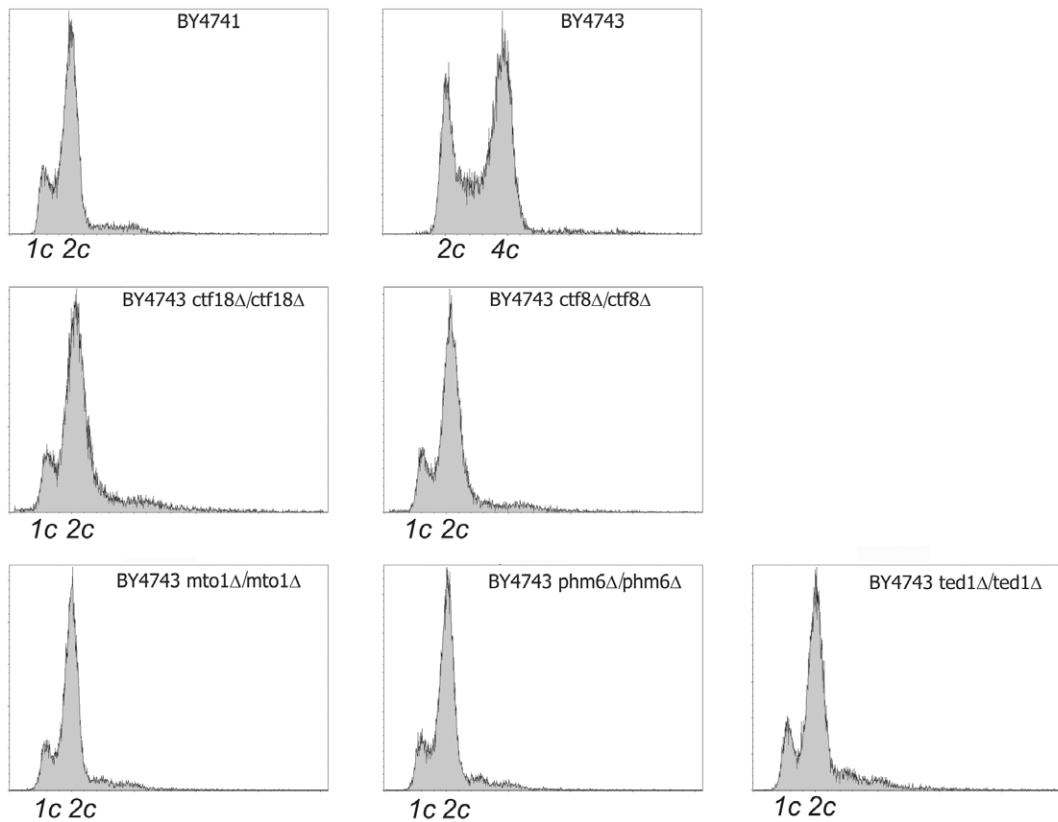 BY4741
1c 2c
BY4743
2c 4c
BY4743 ctf18Δ/ctf18Δ
1c 2c
BY4743 ctf8Δ/ctf8Δ
1c 2c
BY4743 mto1Δ/mto1Δ
1c 2c
BY4743 phm6Δ/phm6Δ
1c 2c
BY4743 ted1Δ/ted1Δ
1c 2c